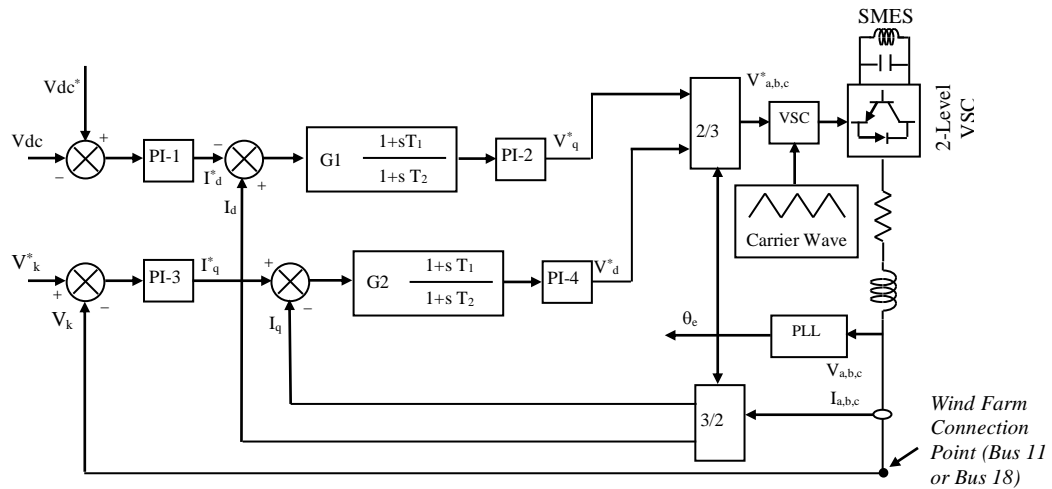 SMES
2-Level
VSC
Vdc*
+
Vdc
−
PI-1
−
I*d
+
Id
G1
1+sT1
1+s T2
PI-2
V*q
2/3
V*a,b,c
VSC
Carrier Wave
V*k
+
−
Vk
PI-3
I*q
+
−
Iq
G2
1+s T1
1+s T2
PI-4
V*d
θe
PLL
Va,b,c
Ia,b,c
3/2
Wind Farm
Connection
Point (Bus 11
or Bus 18)